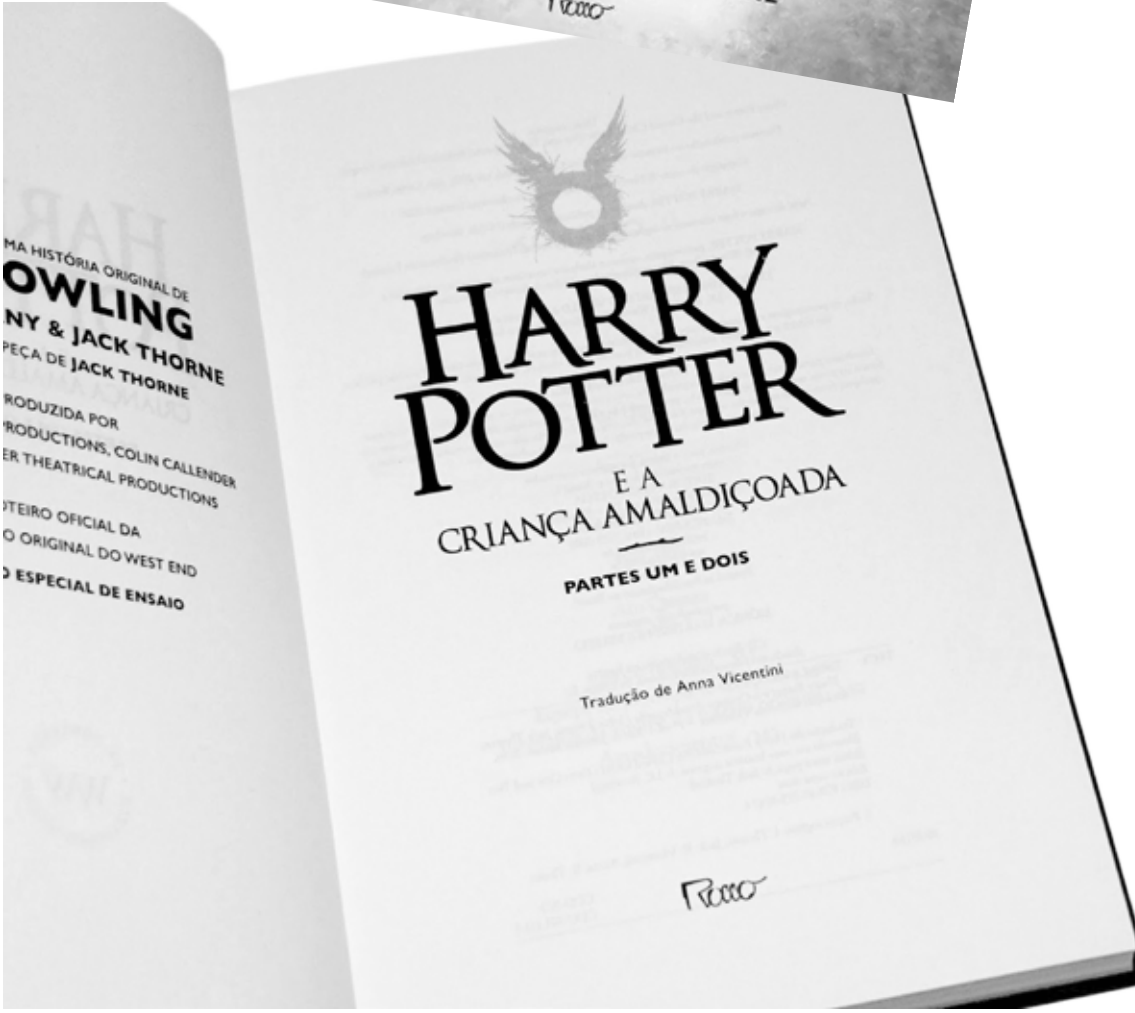 Rocco
MA HISTÓRIA ORIGINAL DE
OWLING
NY & JACK THORNE
PEÇA DE JACK THORNE
RODUZIDA POR
PRODUCTIONS, COLIN CALLENDER
ER THEATRICAL PRODUCTIONS
OTEIRO OFICIAL DA
O ORIGINAL DO WEST END
O ESPECIAL DE ENSAIO
HARRY
POTTER
E A
CRIANÇA AMALDIÇOADA
PARTES UM E DOIS
Tradução de Anna Vicentini
Rocco